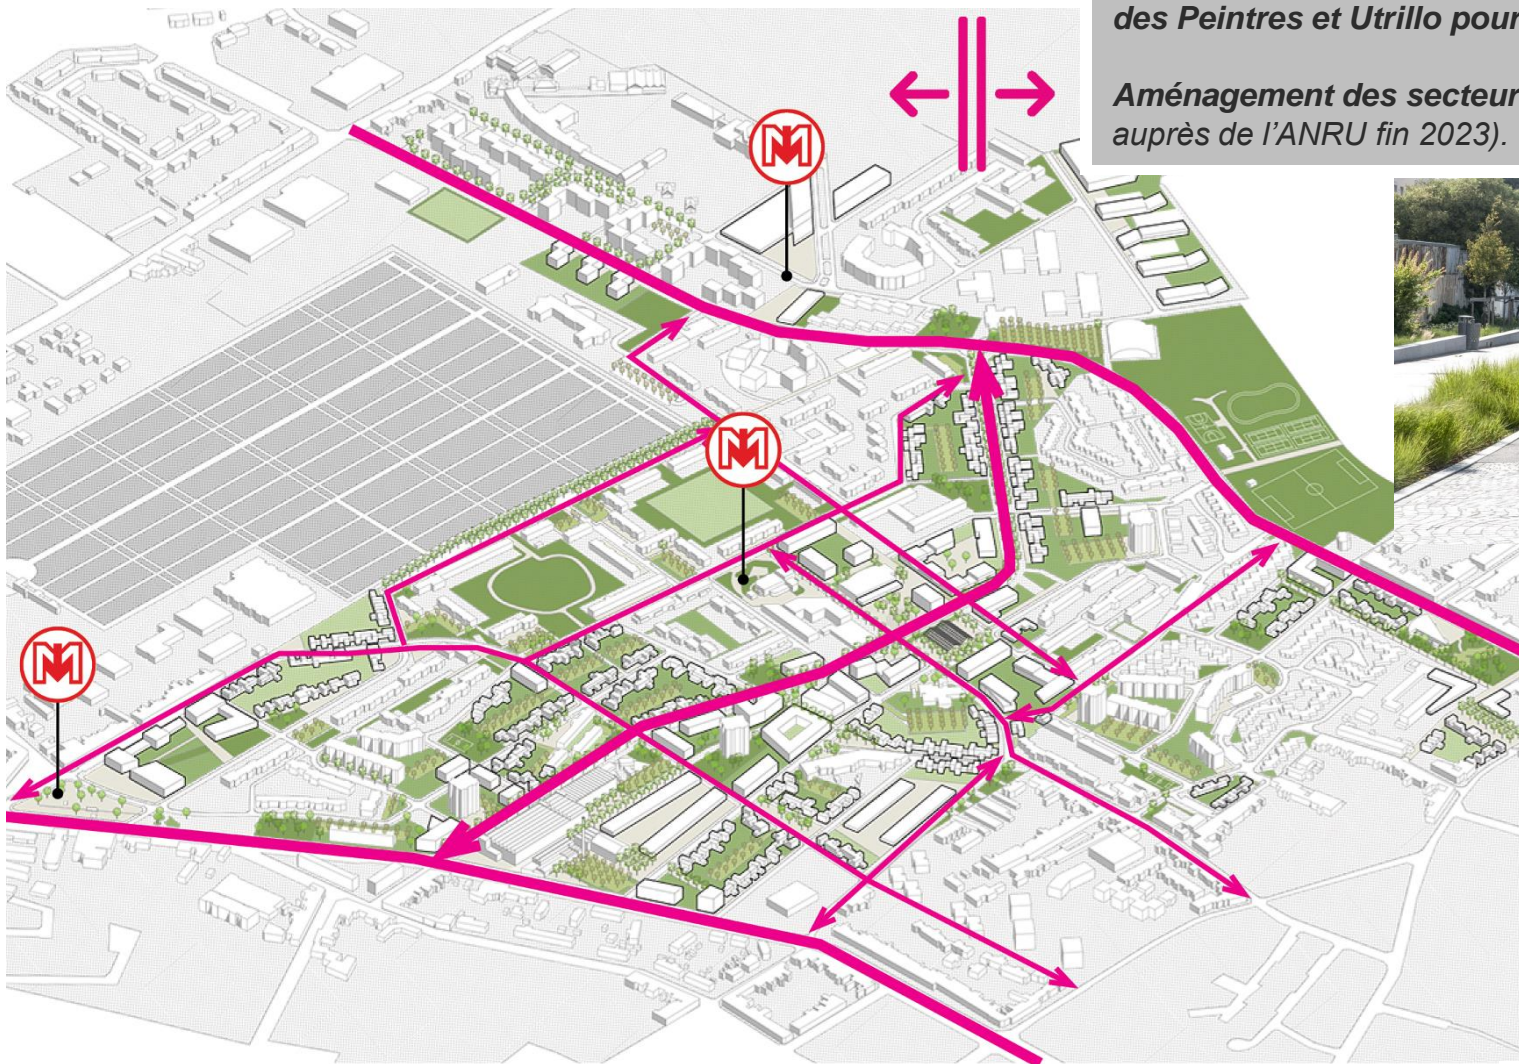 des Peintres et Utrillo pour
Aménagement des secteur
auprès de l’ANRU fin 2023).